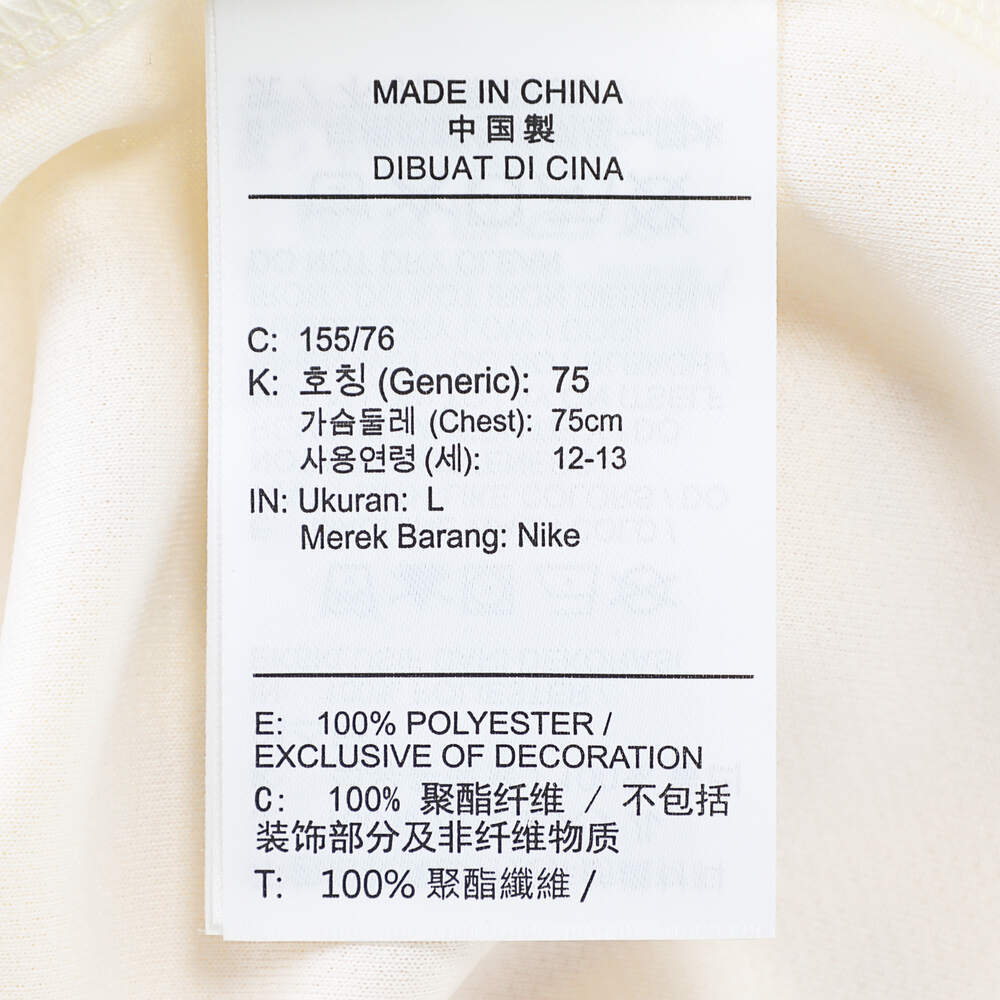 MADE IN CHINA
中国製
DIBUAT DI CINA
C: 155/76
K: 호칭 (Generic): 75
가슴둘레 (Chest): 75cm
사용연령 (세): 12-13
IN: Ukuran: L
Merek Barang: Nike
E: 100% POLYESTER /
EXCLUSIVE OF DECORATION
C: 100% 聚酯纤维 / 不包括
装饰部分及非纤维物质
T: 100% 聚酯纖維 /